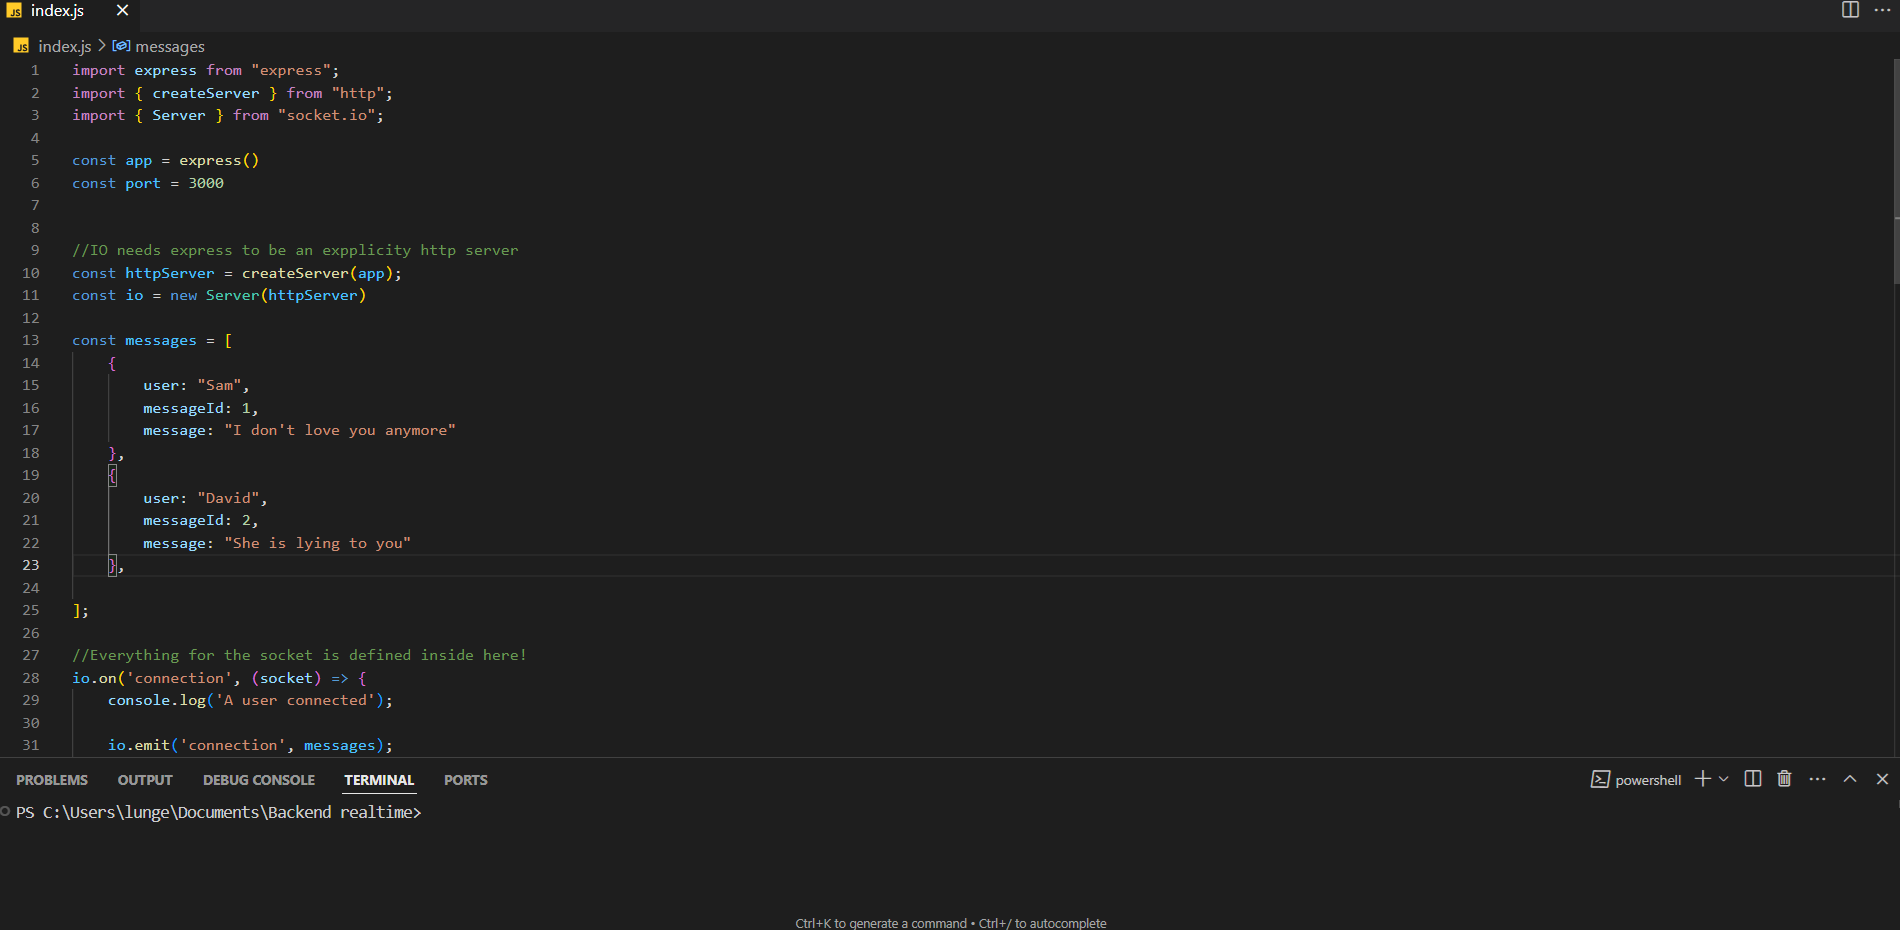 JS index.js
JS index.js > messages
1 import express from "express";
2 import { createServer } from "http";
3 import { Server } from "socket.io";
4
5 const app = express()
6 const port = 3000
7
8
9 //IO needs express to be an expplicity http server
10 const httpServer = createServer(app);
11 const io = new Server(httpServer)
12
13 const messages = [
14     {
15         user: "Sam",
16         messageId: 1,
17         message: "I don't love you anymore"
18     },
19     {
20         user: "David",
21         messageId: 2,
22         message: "She is lying to you"
23     },
24
25 ];
26
27 //Everything for the socket is defined inside here!
28 io.on('connection', (socket) => {
29     console.log('A user connected');
30
31     io.emit('connection', messages);
PROBLEMS OUTPUT DEBUG CONSOLE TERMINAL PORTS powershell
PS C:\Users\lunge\Documents\Backend realtime>
Ctrl+K to generate a command • Ctrl+/ to autocomplete